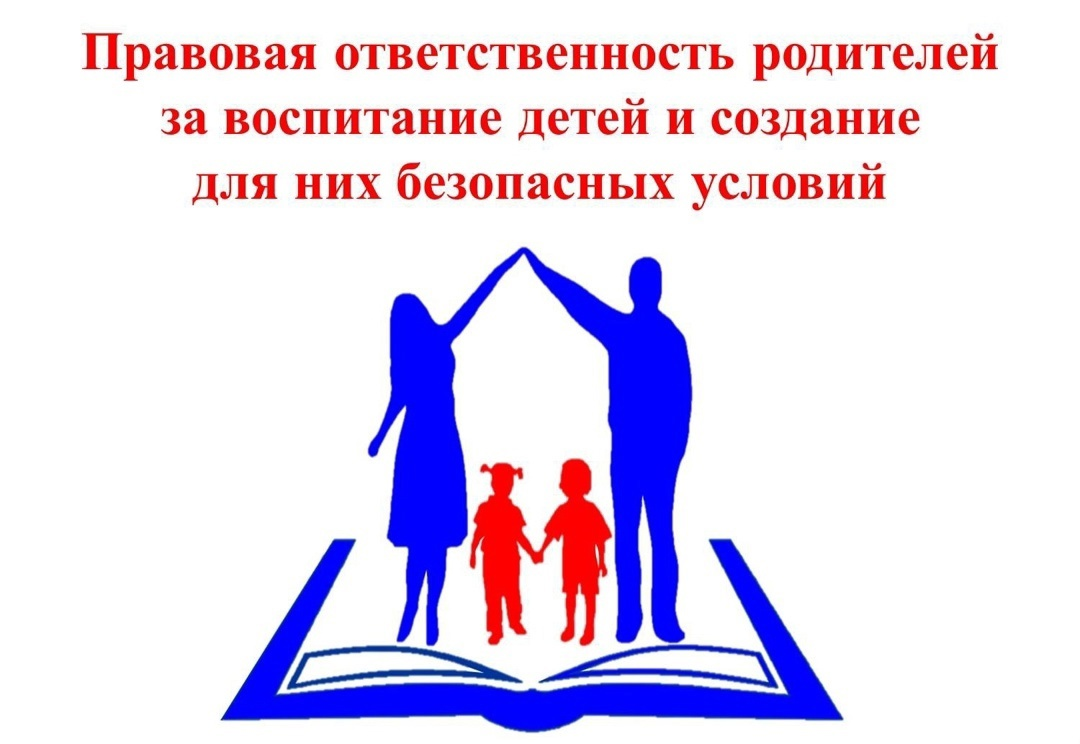 Правовая ответственность родителей
за воспитание детей и создание
для них безопасных условий